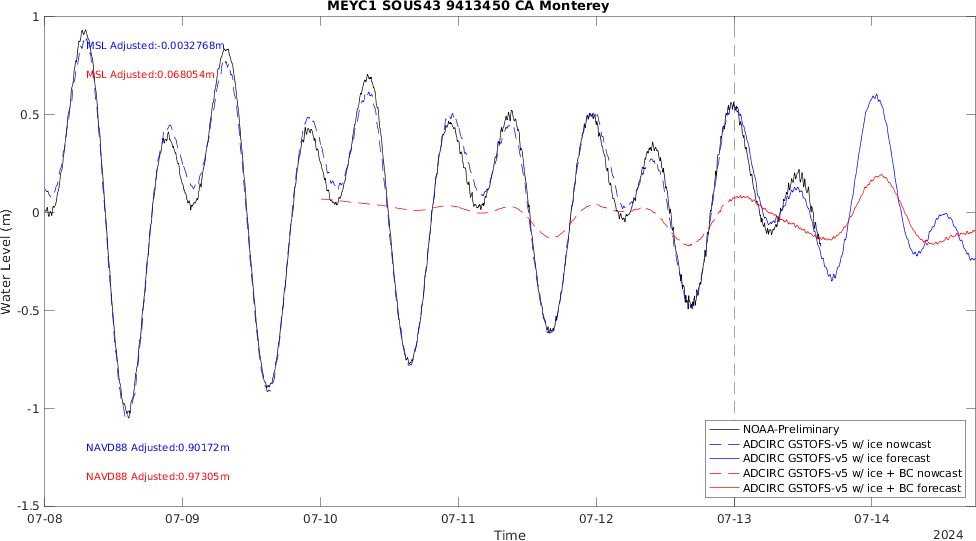 MEYC1 SOUS43 9413450 CA Monterey
1
0.5
0
-0.5
-1
-1.5
Water Level (m)
MSL Adjusted:-0.0032768m
MSL Adjusted:0.068054m
NAVD88 Adjusted:0.90172m
NAVD88 Adjusted:0.97305m
NOAA-Preliminary
ADCIRC GSTOFS-v5 w/ ice nowcast
ADCIRC GSTOFS-v5 w/ ice forecast
ADCIRC GSTOFS-v5 w/ ice + BC nowcast
ADCIRC GSTOFS-v5 w/ ice + BC forecast
07-08 07-09 07-10 07-11 07-12 07-13 07-14
Time
2024